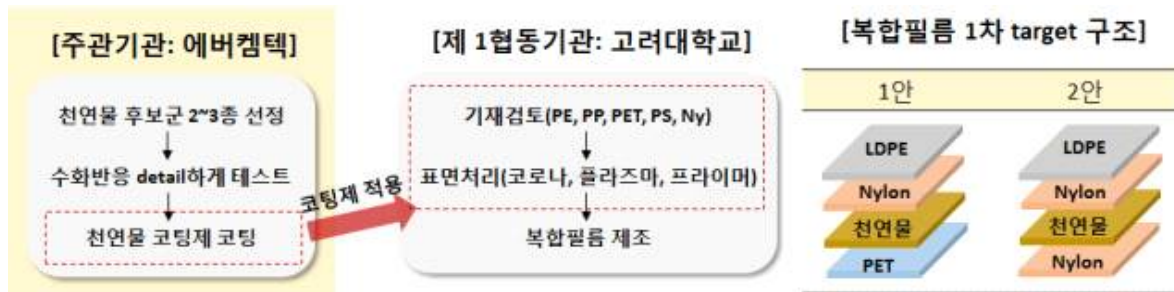 [주관기관: 에버켐텍]
천연물 후보군 2~3종 선정
수화반응 detail하게 테스트
천연물 코팅제 코팅
코팅제 적용
[제 1협동기관: 고려대학교]
기재검토(PE, PP, PET, PS, Ny)
표면처리(코로나, 플라즈마, 프라이머)
복합필름 제조
[복합필름 1차 target 구조]
1안
2안
LDPE
Nylon
천연물
PET
LDPE
Nylon
천연물
Nylon